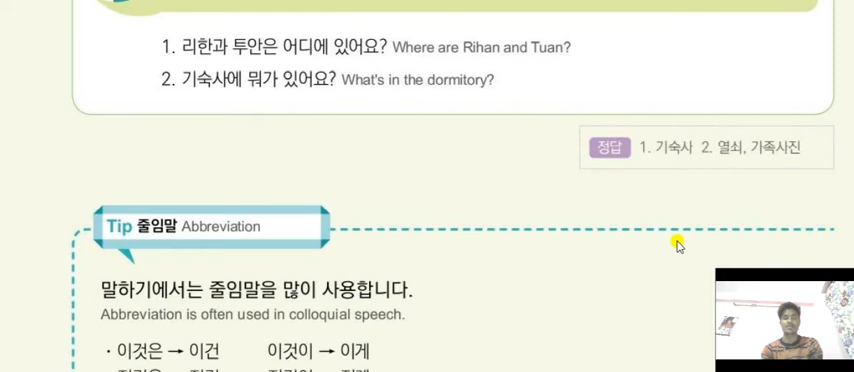 1. 리한과 투안은 어디에 있어요? Where are Rihan and Tuan?
2. 기숙사에 뭐가 있어요? What's in the dormitory?
정답 1. 기숙사 2. 열쇠, 가족사진
Tip 줄임말 Abbreviation
말하기에서는 줄임말을 많이 사용합니다.
Abbreviation is often used in colloquial speech.
· 이것은 → 이건 이것이 → 이게